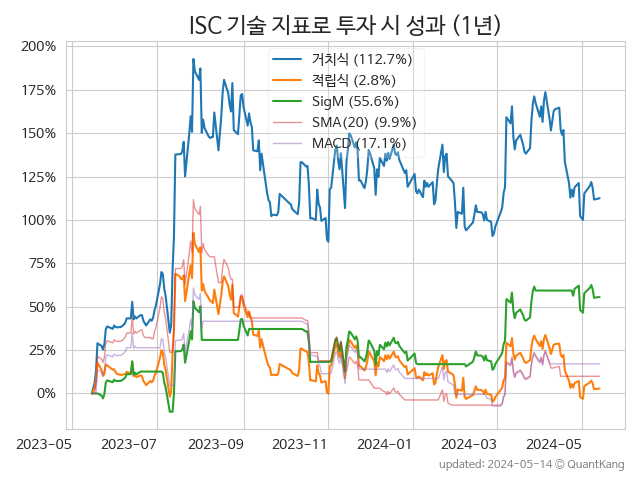 ISC 기술 지표로 투자 시 성과 (1년)
200%
175%
150%
125%
100%
75%
50%
25%
0%
거치식 (112.7%)
적립식 (2.8%)
SigM (55.6%)
SMA(20) (9.9%)
MACD (17.1%)
2023-05
2023-07
2023-09
2023-11
2024-01
2024-03
2024-05
updated: 2024-05-14 @ QuantKang